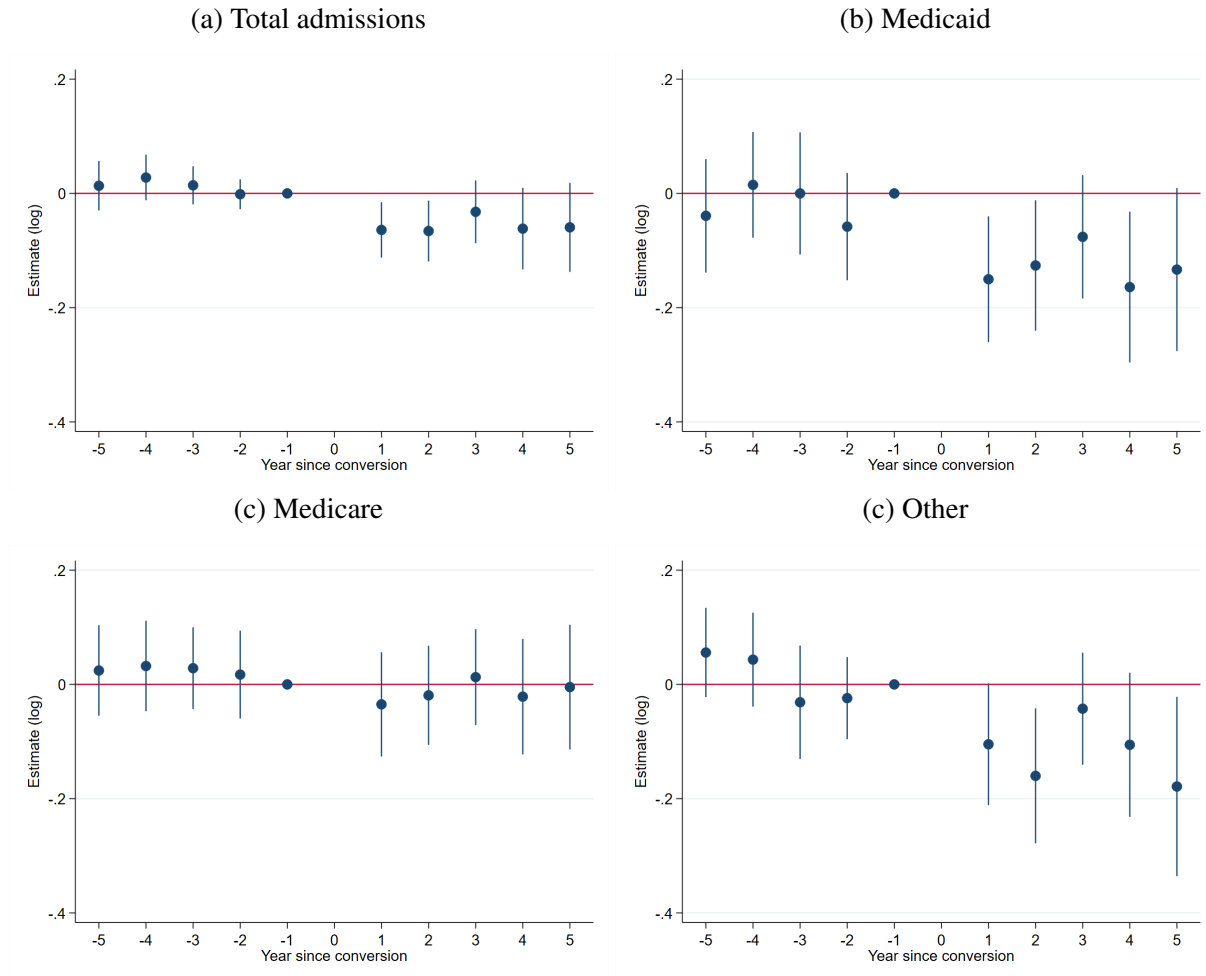 (a) Total admissions
.2
0
-.2
-.4
Estimate (log)
-5 -4 -3 -2 -1 0 1 2 3 4 5
Year since conversion
(b) Medicaid
.2
0
-.2
-.4
Estimate (log)
-5 -4 -3 -2 -1 0 1 2 3 4 5
Year since conversion
(c) Medicare
.2
0
-.2
-.4
Estimate (log)
-5 -4 -3 -2 -1 0 1 2 3 4 5
Year since conversion
(c) Other
.2
0
-.2
-.4
Estimate (log)
-5 -4 -3 -2 -1 0 1 2 3 4 5
Year since conversion